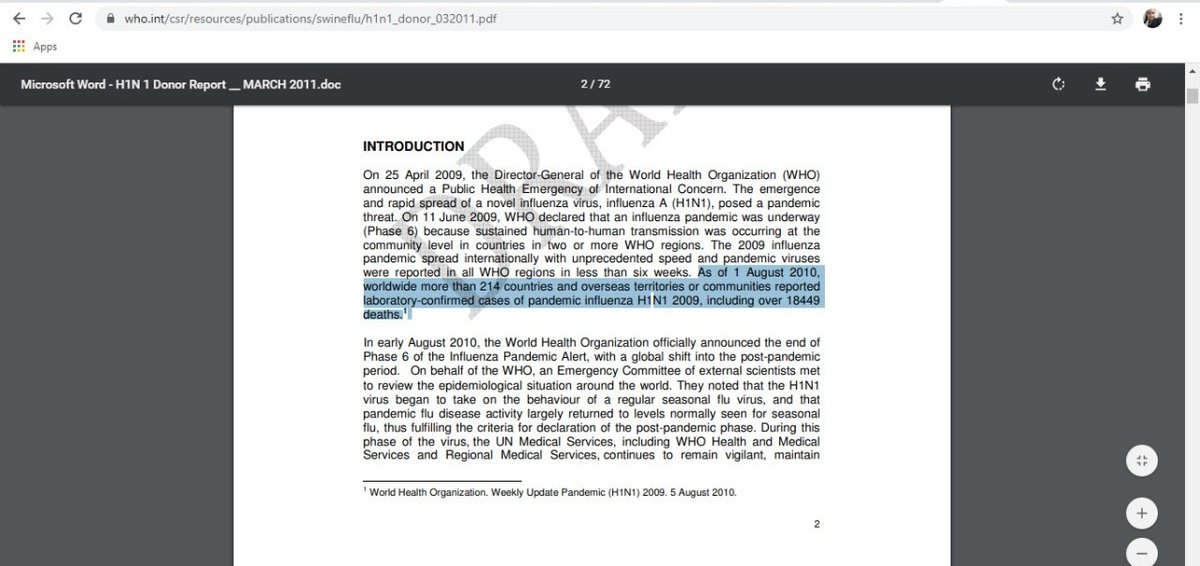 who.int/csr/resources/publications/swineflu/h1n1_donor_032011.pdf
Apps
Microsoft Word - H1N 1 Donor Report __ MARCH 2011.doc
2 / 72
DRA
INTRODUCTION
On 25 April 2009, the Director-General of the World Health Organization (WHO)
announced a Public Health Emergency of International Concern. The emergence
and rapid spread of a novel influenza virus, influenza A (H1N1), posed a pandemic
threat. On 11 June 2009, WHO declared that an influenza pandemic was underway
(Phase 6) because sustained human-to-human transmission was occurring at the
community level in countries in two or more WHO regions. The 2009 influenza
pandemic spread internationally with unprecedented speed and pandemic viruses
were reported in all WHO regions in less than six weeks. As of 1 August 2010,
worldwide more than 214 countries and overseas territories or communities reported
laboratory-confirmed cases of pandemic influenza H1N1 2009, including over 18449
deaths.1
In early August 2010, the World Health Organization officially announced the end of
Phase 6 of the Influenza Pandemic Alert, with a global shift into the post-pandemic
period. On behalf of the WHO, an Emergency Committee of external scientists met
to review the epidemiological situation around the world. They noted that the H1N1
virus began to take on the behaviour of a regular seasonal flu virus, and that
pandemic flu disease activity largely returned to levels normally seen for seasonal
flu, thus fulfilling the criteria for declaration of the post-pandemic phase. During this
phase of the virus, the UN Medical Services, including WHO Health and Medical
Services and Regional Medical Services, continues to remain vigilant, maintain
1 World Health Organization. Weekly Update Pandemic (H1N1) 2009. 5 August 2010.
2